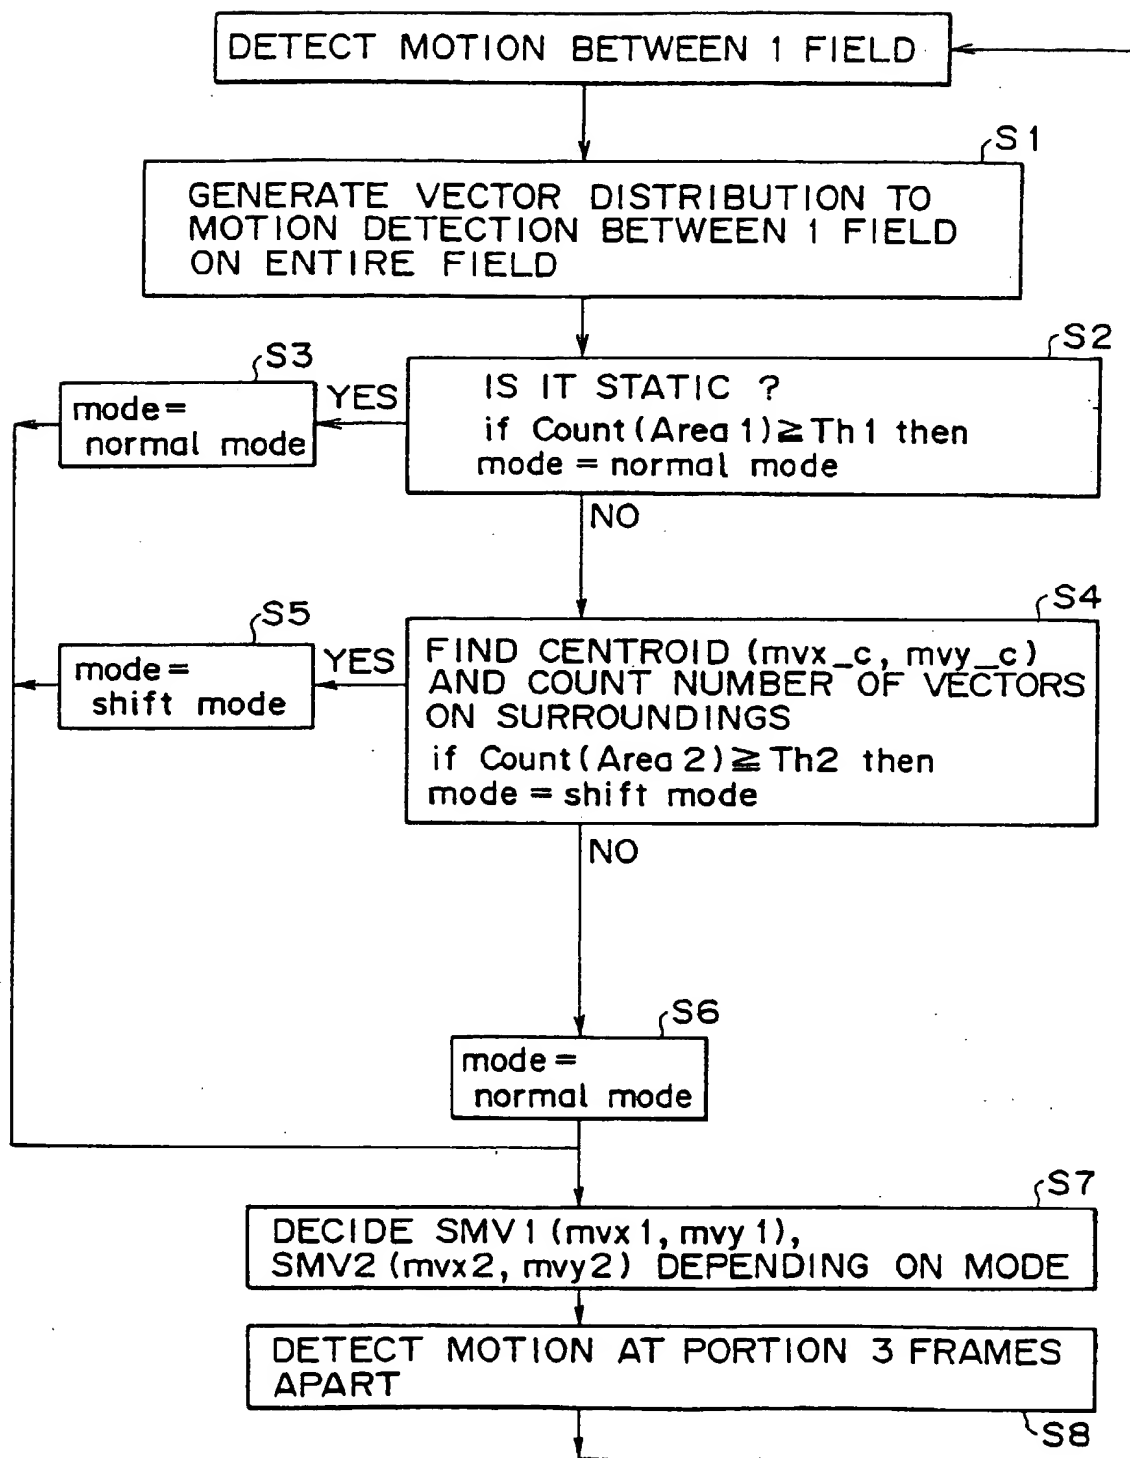 DETECT MOTION BETWEEN 1 FIELD
S1
GENERATE VECTOR DISTRIBUTION TO
MOTION DETECTION BETWEEN 1 FIELD
ON ENTIRE FIELD
S2
IS IT STATIC ?
if Count(Area 1)≧Th1 then
mode = normal mode
YES
S3
mode=
normal mode
NO
S4
FIND CENTROID (mvx_c, mvy_c)
AND COUNT NUMBER OF VECTORS
ON SURROUNDINGS
if Count(Area 2)≧Th2 then
mode = shift mode
YES
S5
mode=
shift mode
NO
S6
mode=
normal mode
S7
DECIDE SMV1(mvx1, mvy1),
SMV2(mvx2, mvy2) DEPENDING ON MODE
DETECT MOTION AT PORTION 3 FRAMES
APART
S8